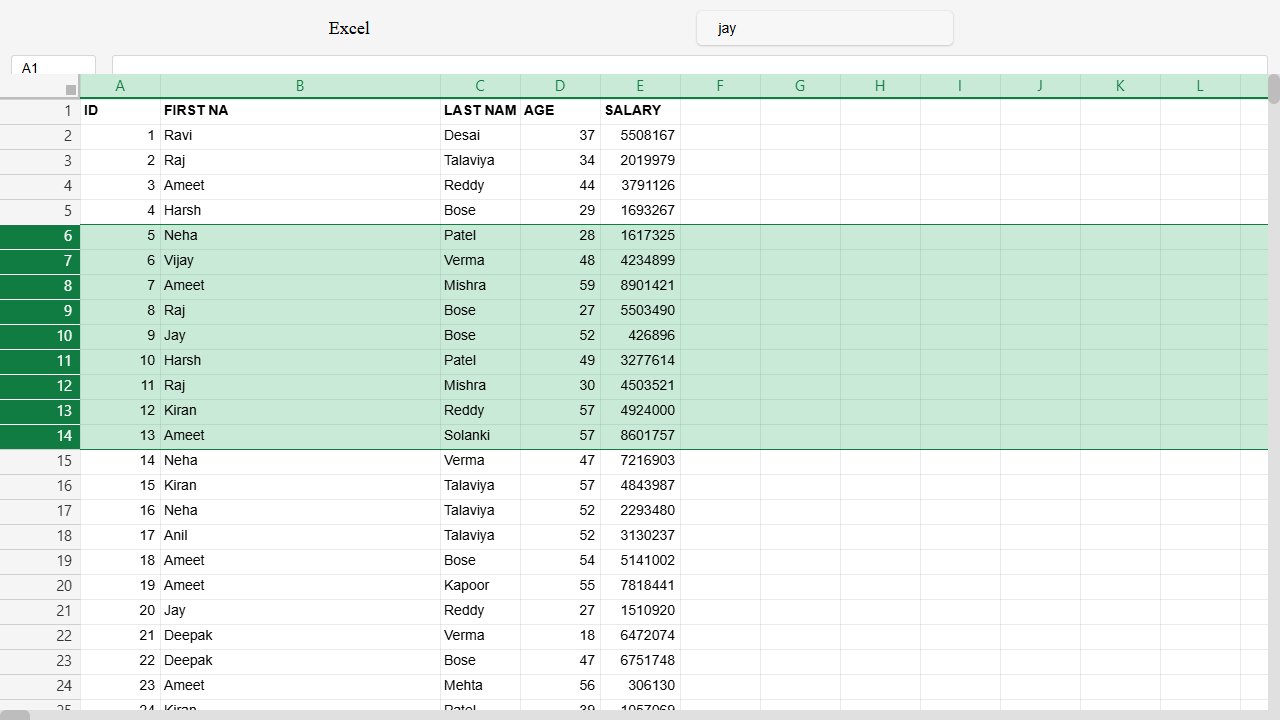 Excel jay
A1
A B C D E F G H I J K L
1 ID FIRST NA LAST NAM AGE SALARY
2 1 Ravi Desai 37 5508167
3 2 Raj Talaviya 34 2019979
4 3 Ameet Reddy 44 3791126
5 4 Harsh Bose 29 1693267
6 5 Neha Patel 28 1617325
7 6 Vijay Verma 48 4234899
8 7 Ameet Mishra 59 8901421
9 8 Raj Bose 27 5503490
10 9 Jay Bose 52 426896
11 10 Harsh Patel 49 3277614
12 11 Raj Mishra 30 4503521
13 12 Kiran Reddy 57 4924000
14 13 Ameet Solanki 57 8601757
15 14 Neha Verma 47 7216903
16 15 Kiran Talaviya 57 4843987
17 16 Neha Talaviya 52 2293480
18 17 Anil Talaviya 52 3130237
19 18 Ameet Bose 54 5141002
20 19 Ameet Kapoor 55 7818441
21 20 Jay Reddy 27 1510920
22 21 Deepak Verma 18 6472074
23 22 Deepak Bose 47 6751748
24 23 Ameet Mehta 56 306130
25 24 Kiran Patel 39